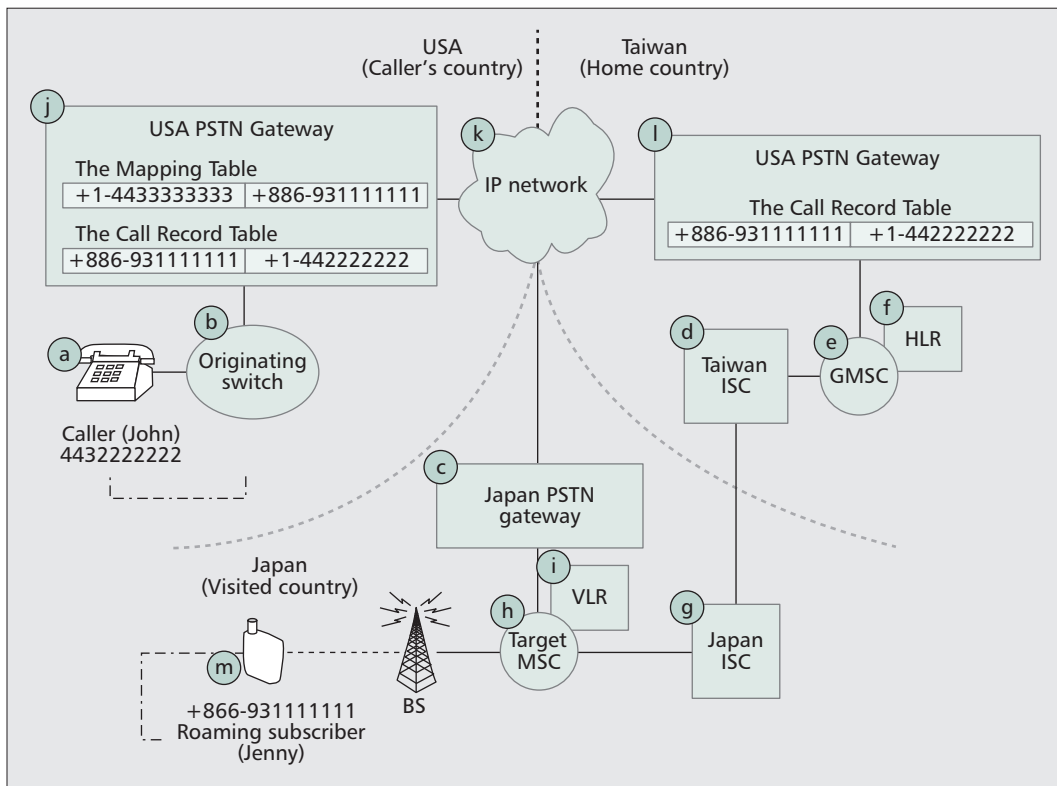 USA
(Caller's country)
Taiwan
(Home country)
j
USA PSTN Gateway
The Mapping Table
+1-4433333333 +886-931111111
The Call Record Table
+886-931111111 +1-442222222
k
IP network
l
USA PSTN Gateway
The Call Record Table
+886-931111111 +1-442222222
a
b
Originating
switch
Caller (John)
4432222222
d
Taiwan
ISC
e
GMSC
f
HLR
c
Japan PSTN
gateway
Japan
(Visited country)
i
VLR
h
Target
MSC
g
Japan
ISC
m
BS
+866-931111111
Roaming subscriber
(Jenny)